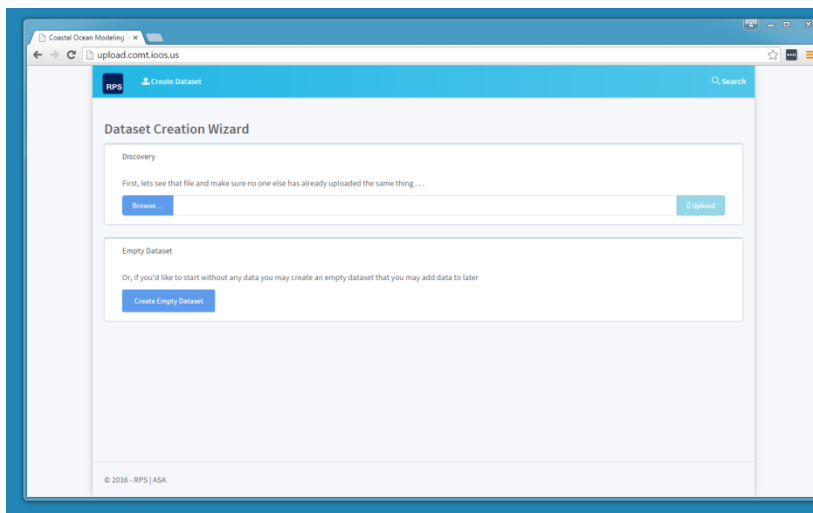 Coastal Ocean Modeling
upload.comt.ioos.us
RPS
Create Dataset
Search
Dataset Creation Wizard
Discovery
First, lets see that file and make sure no one else has already uploaded the same thing . . .
Browse...
Upload
Empty Dataset
Or, if you'd like to start without any data you may create an empty dataset that you may add data to later
Create Empty Dataset
© 2016 - RPS | ASA